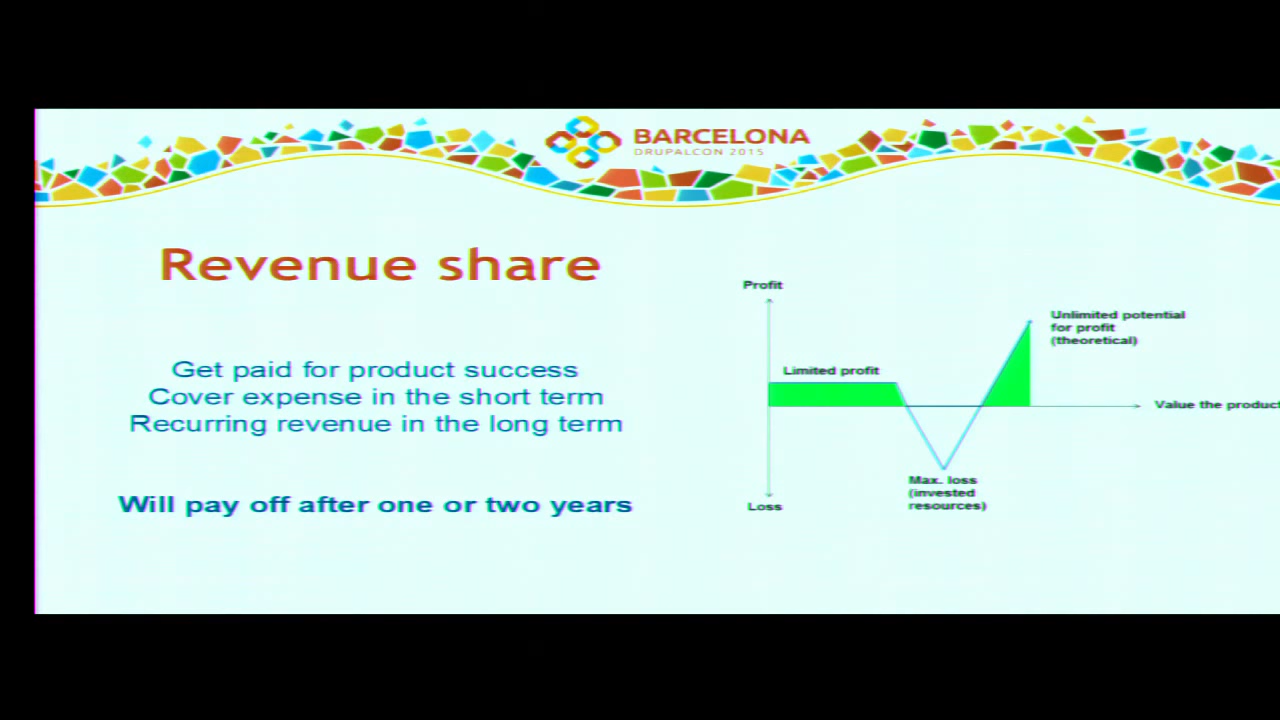 BARCELONA
DRUPALCON 2015
Revenue share
Get paid for product success
Cover expense in the short term
Recurring revenue in the long term
Will pay off after one or two years
Profit
Unlimited potential
for profit
(theoretical)
Limited profit
Value the product
Max. loss
(invested
resources)
Loss